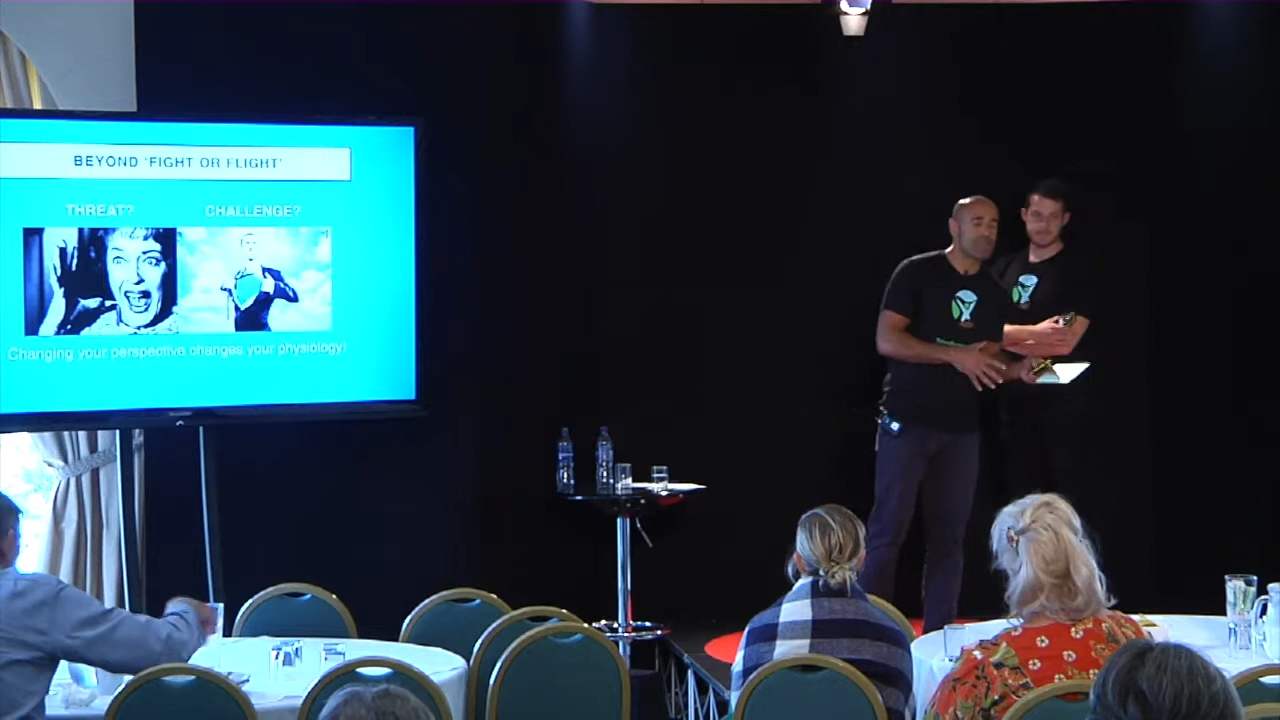 BEYOND 'FIGHT OR FLIGHT'
THREAT? CHALLENGE?
Changing your perspective changes your physiology!